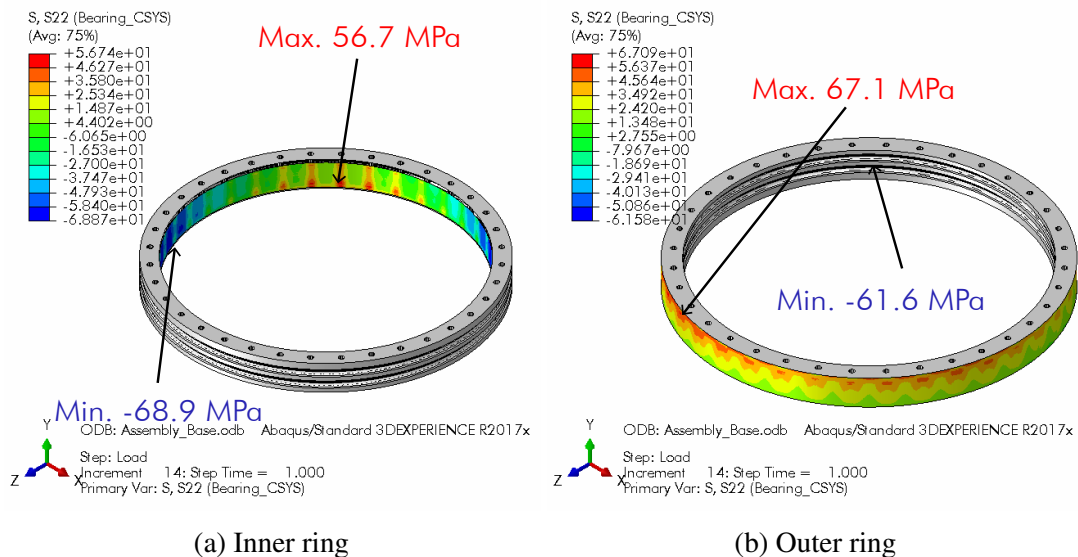 S, S22 (Bearing_CSYS)
(Avg: 75%)
+5.674e+01
+4.627e+01
+3.580e+01
+2.534e+01
+1.487e+01
+4.402e+00
-6.065e+00
-1.653e+01
-2.700e+01
-3.747e+01
-4.793e+01
-5.840e+01
-6.887e+01
Max. 56.7 MPa
Min. -68.9 MPa
Y
Z
X
ODB: Assembly_Base.odb Abaqus/Standard 3DEXPERIENCE R2017x
Step: Load
Increment 14: Step Time = 1.000
Primary Var: S, S22 (Bearing_CSYS)
(a) Inner ring
S, S22 (Bearing_CSYS)
(Avg: 75%)
+6.709e+01
+5.637e+01
+4.564e+01
+3.492e+01
+2.420e+01
+1.348e+01
+2.755e+00
-7.967e+00
-1.869e+01
-2.941e+01
-4.013e+01
-5.086e+01
-6.158e+01
Max. 67.1 MPa
Min. -61.6 MPa
Y
Z
X
ODB: Assembly_Base.odb Abaqus/Standard 3DEXPERIENCE R2017x
Step: Load
Increment 14: Step Time = 1.000
Primary Var: S, S22 (Bearing_CSYS)
(b) Outer ring